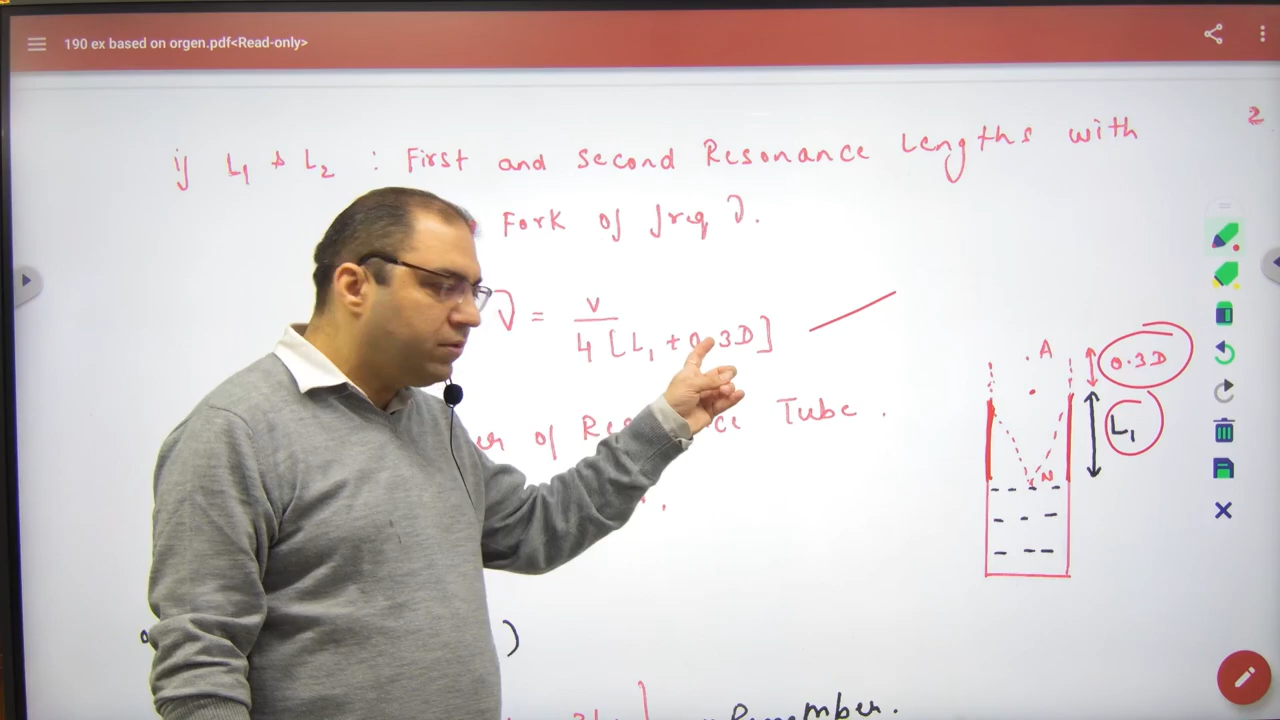 190 ex based on orgen.pdf<Read-only>
2
if L₁ & L₂ : First and second Resonance Lengths with
Fork of freq ν.
ν = v / 4 [L₁ + 0.3D]
Tube.
A
0.3D
L₁
N
)
Remember.